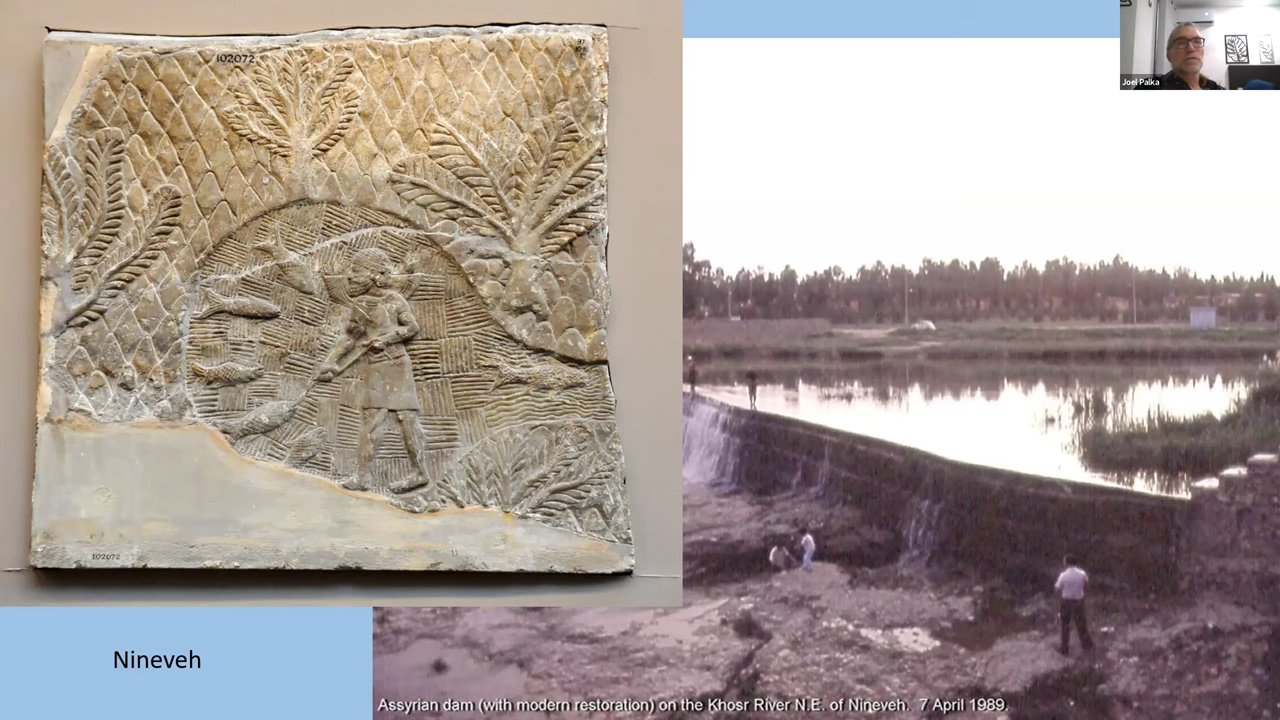 102072
Joel Palka
102072
Nineveh
Assyrian dam (with modern restoration) on the Khosr River N.E. of Nineveh.  7 April 1989.